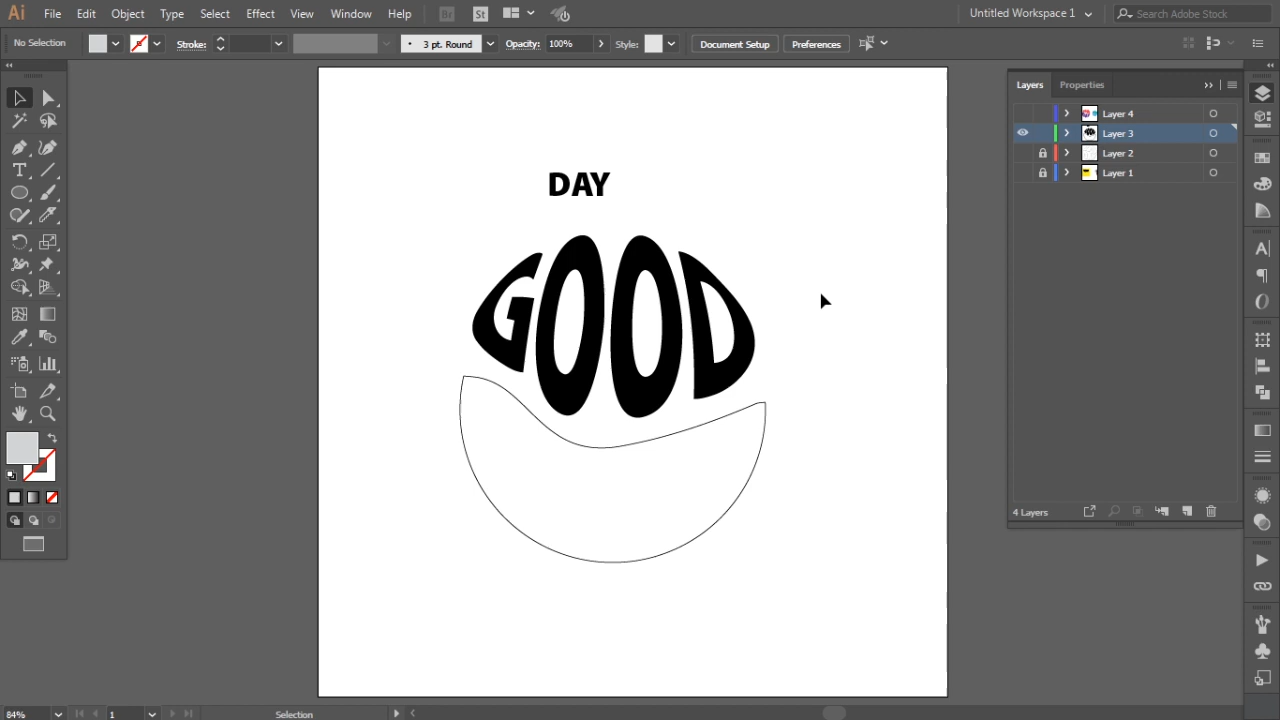 Ai File Edit Object Type Select Effect View Window Help Br St Untitled Workspace 1 Search Adobe Stock
No Selection Stroke: 3 pt. Round Opacity: 100% Style: Document Setup Preferences
Layers Properties
Layer 4
Layer 3
Layer 2
Layer 1
DAY
GOOD
4 Layers
84% 1 Selection